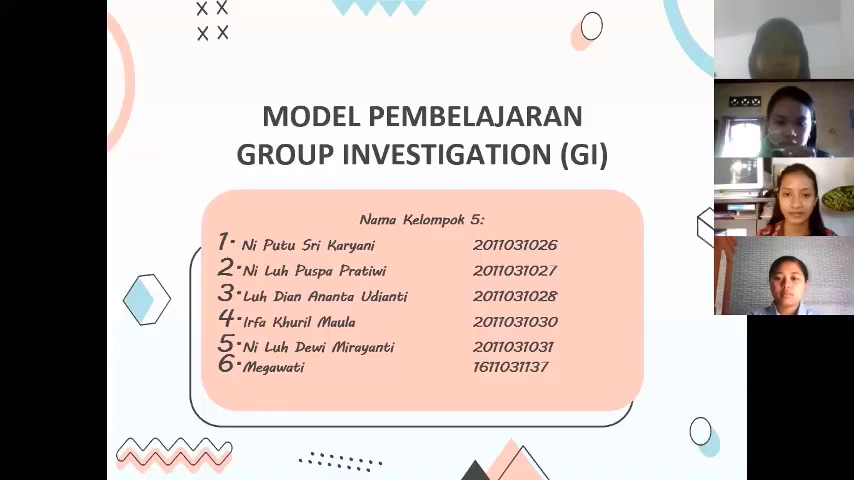 MODEL PEMBELAJARAN
GROUP INVESTIGATION (GI)
Nama Kelompok 5:
1. Ni Putu Sri Karyani 2011031026
2. Ni Luh Puspa Pratiwi 2011031027
3. Luh Dian Ananta Udianti 2011031028
4. Irfa Khuril Maula 2011031030
5. Ni Luh Dewi Mirayanti 2011031031
6. Megawati 1611031137